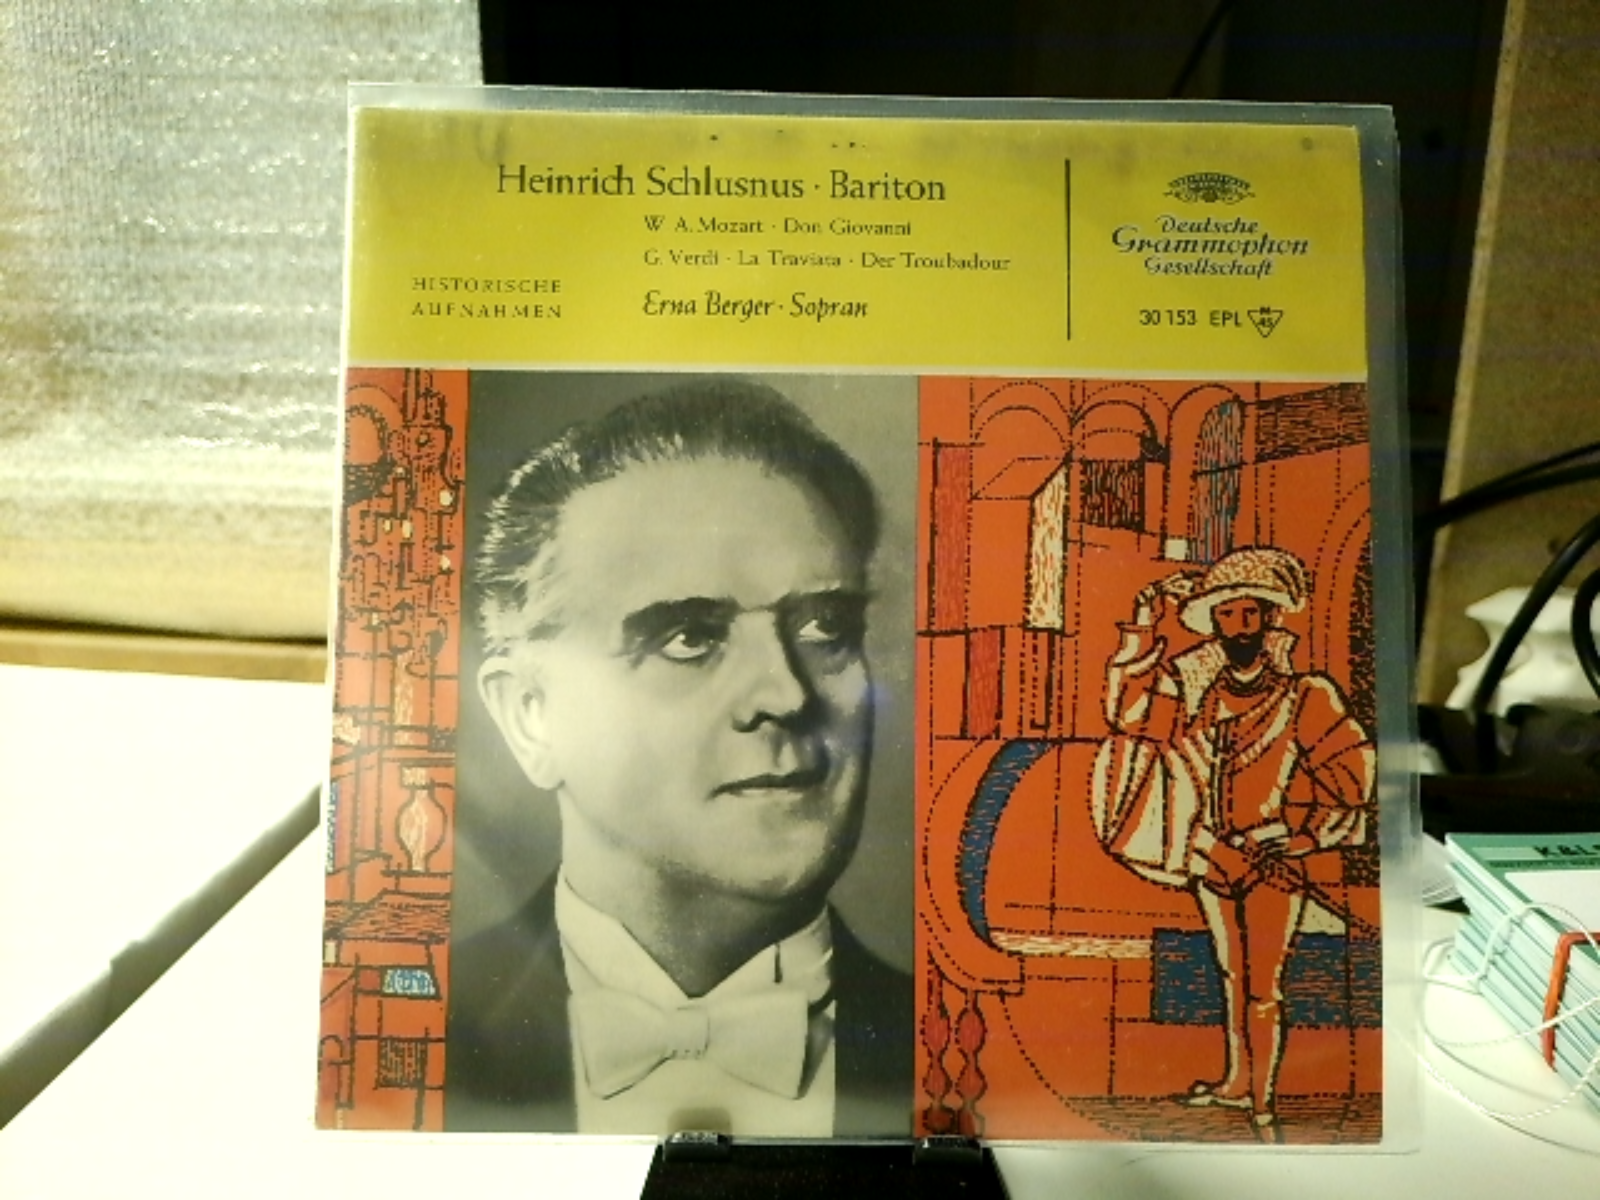 Heinrich Schlusnus · Bariton
W. A. Mozart · Don Giovanni
G. Verdi · La Traviata · Der Troubadour
HISTORISCHE
AUFNAHMEN
Erna Berger · Sopran
Deutsche
Grammophon
Gesellschaft
30 153 EPL
M
45